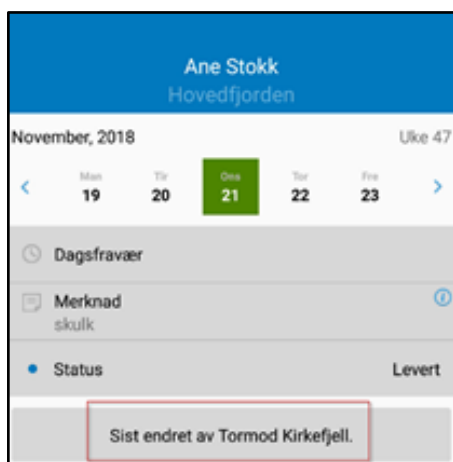 Ane Stokk
Hovedfjorden
November, 2018 Uke 47
Man Tir Ons Tor Fre
< 19 20 21 22 23 >
Dagsfravær
Merknad
skulk
Status Levert
Sist endret av Tormod Kirkefjell.